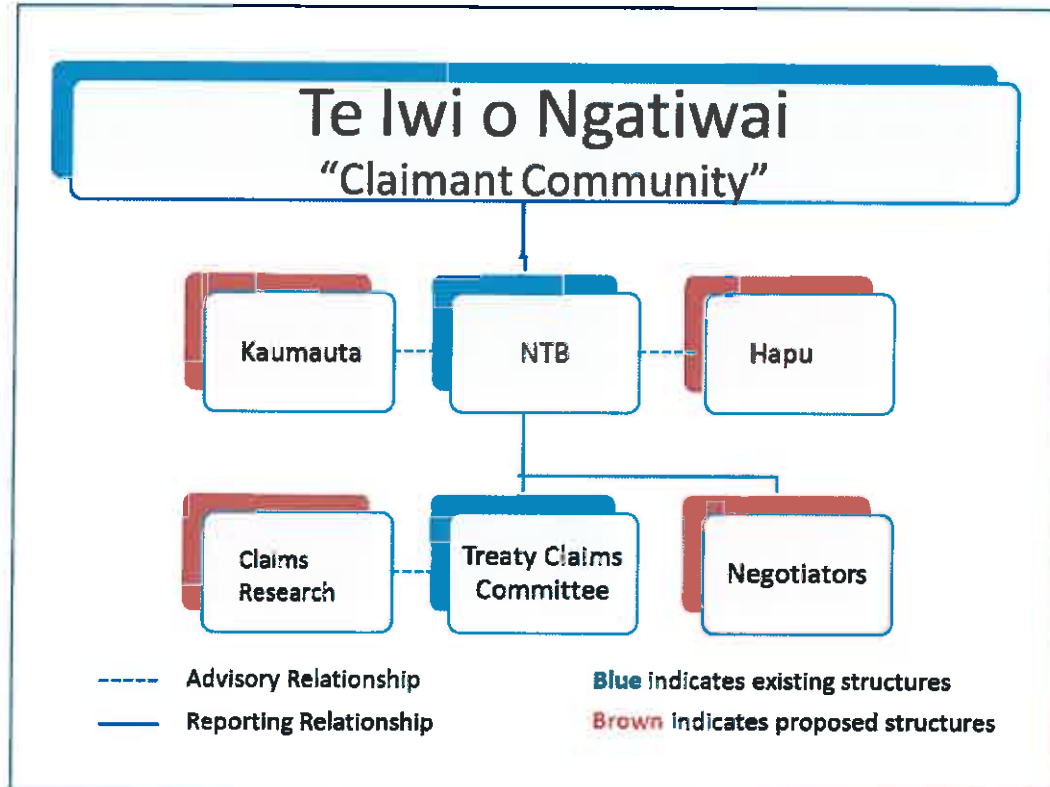 Te Iwi o Ngatiwai
“Claimant Community”
Kaumauta
NTB
Hapu
Claims
Research
Treaty Claims
Committee
Negotiators
Advisory Relationship
Reporting Relationship
Blue indicates existing structures
Brown indicates proposed structures